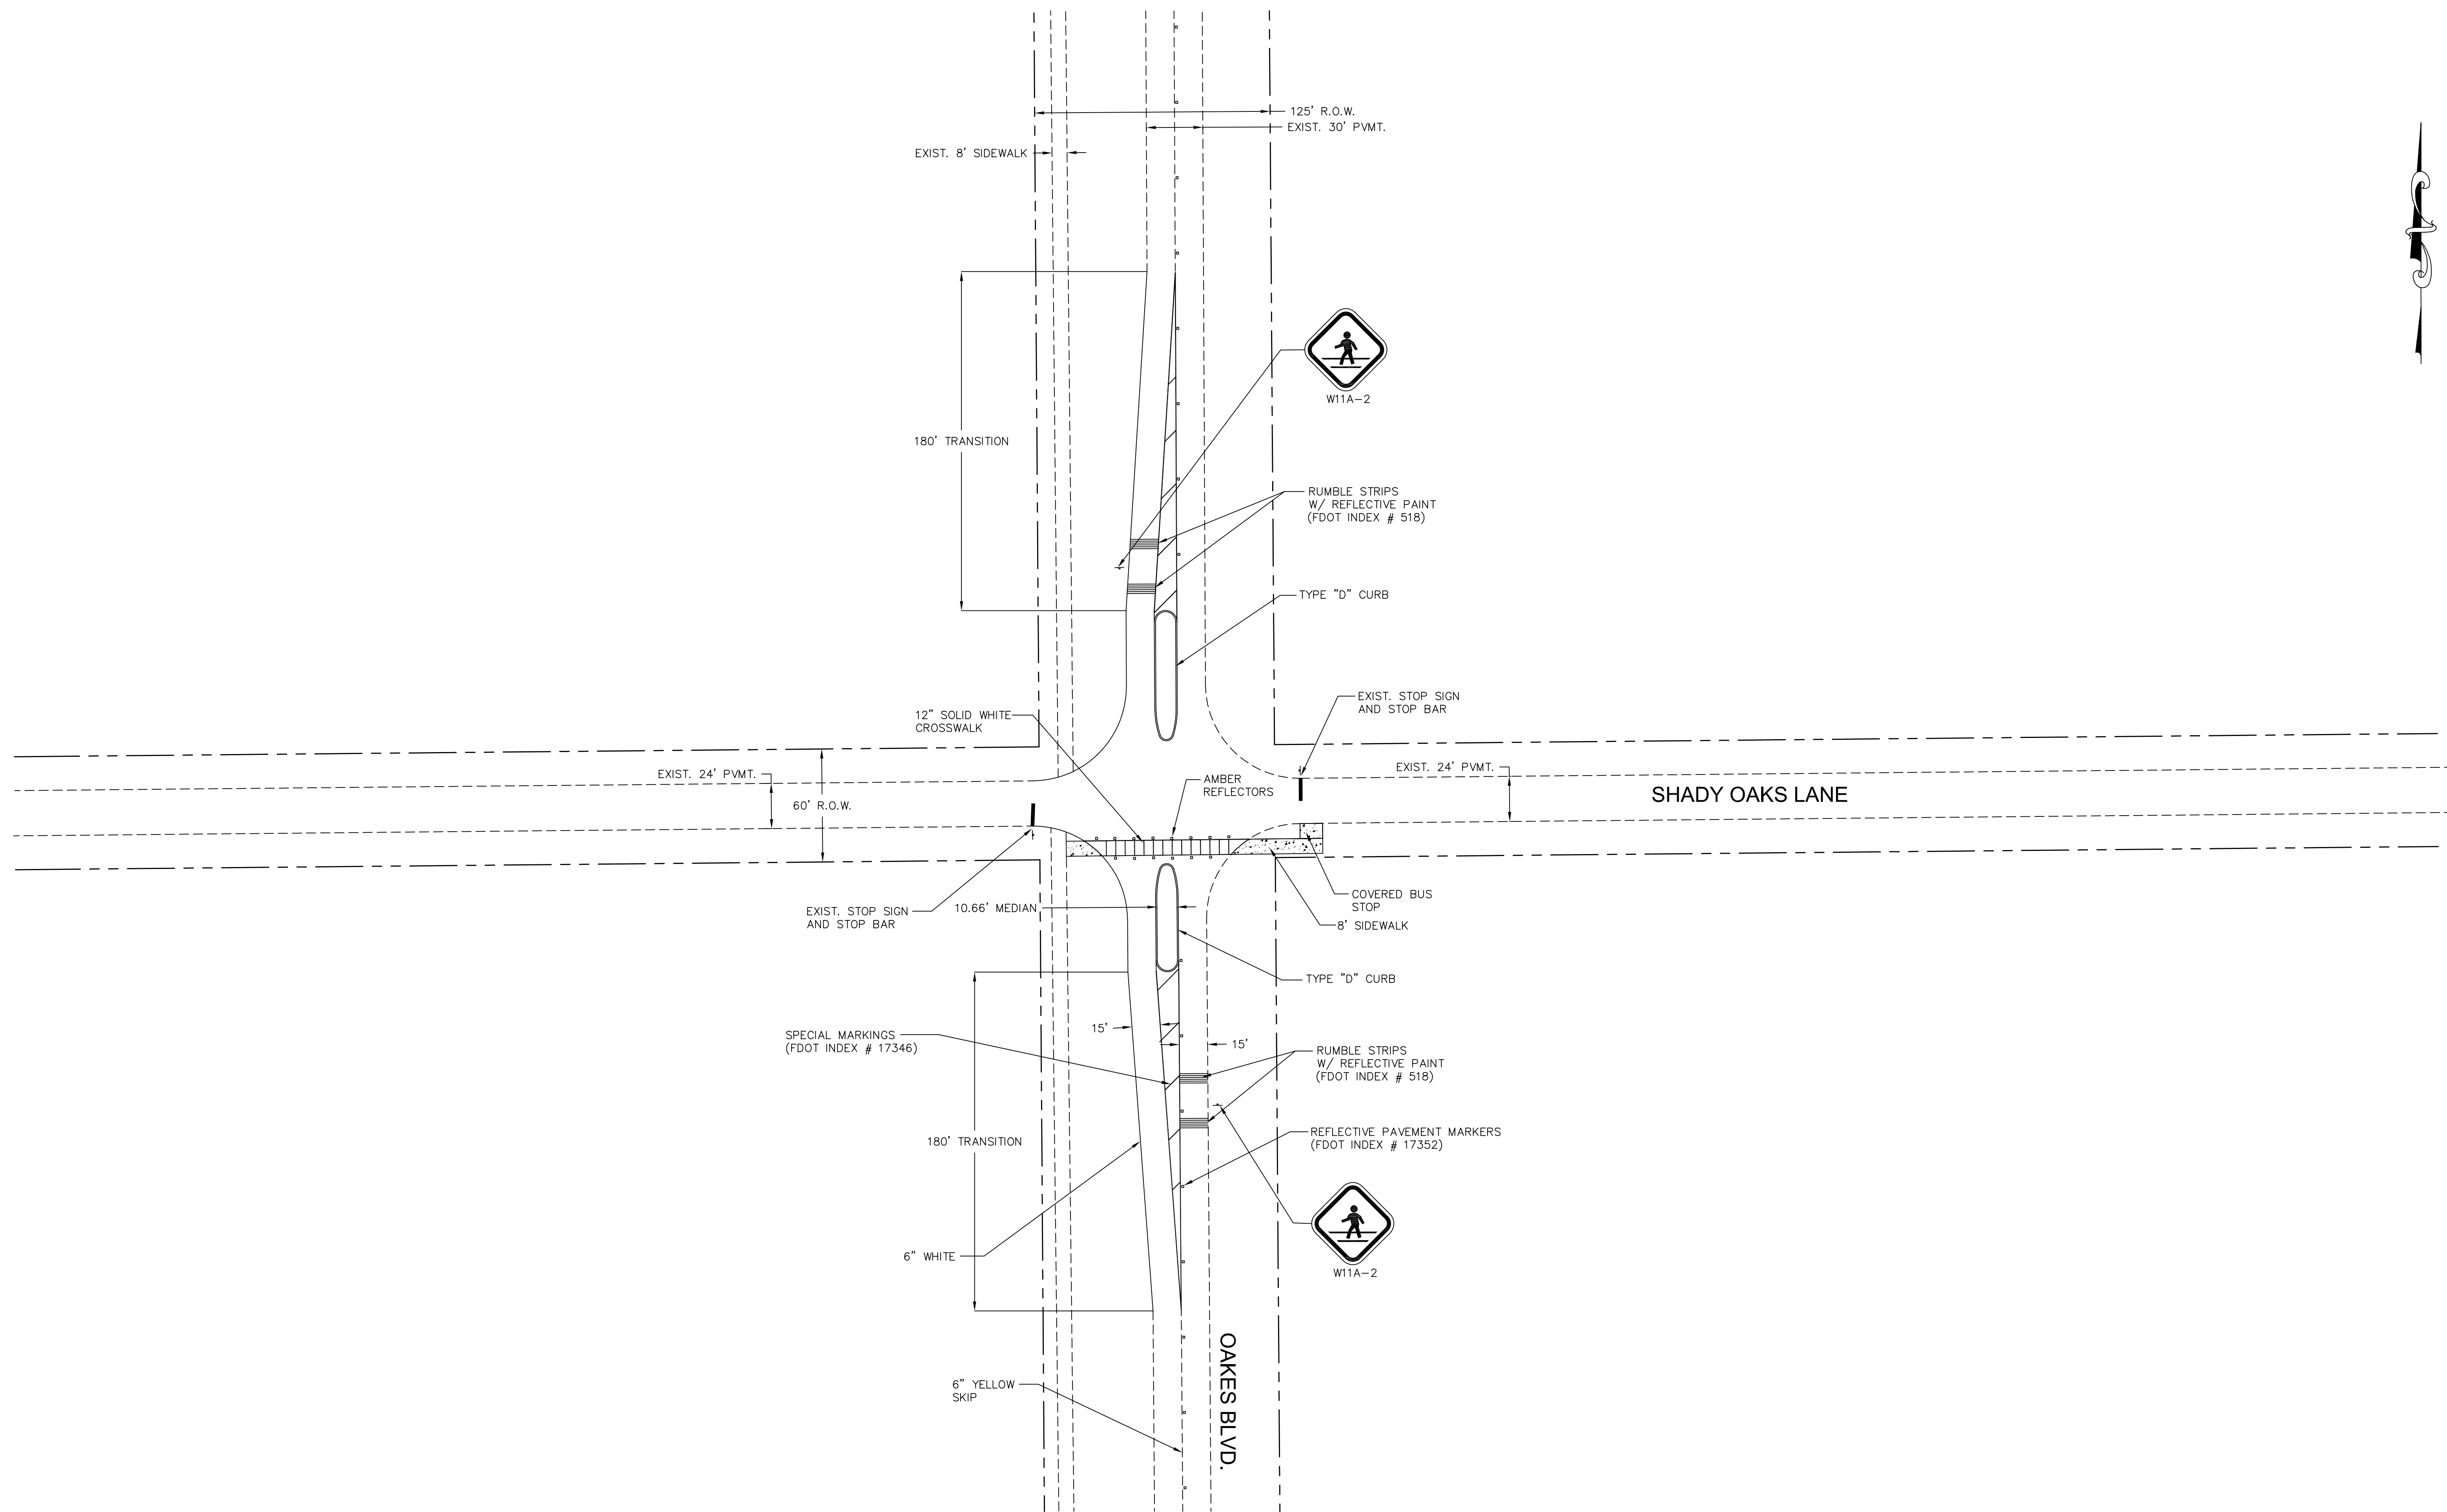 125' R.O.W.
EXIST. 30' PVMT.
EXIST. 8' SIDEWALK
W11A-2
180' TRANSITION
RUMBLE STRIPS
W/ REFLECTIVE PAINT
(FDOT INDEX # 518)
TYPE "D" CURB
EXIST. STOP SIGN
AND STOP BAR
12" SOLID WHITE
CROSSWALK
EXIST. 24' PVMT.
60' R.O.W.
AMBER
REFLECTORS
EXIST. 24' PVMT.
SHADY OAKS LANE
EXIST. STOP SIGN
AND STOP BAR
10.66' MEDIAN
COVERED BUS
STOP
8' SIDEWALK
TYPE "D" CURB
SPECIAL MARKINGS
(FDOT INDEX # 17346)
15'
15'
RUMBLE STRIPS
W/ REFLECTIVE PAINT
(FDOT INDEX # 518)
180' TRANSITION
REFLECTIVE PAVEMENT MARKERS
(FDOT INDEX # 17352)
6" WHITE
W11A-2
OAKES BLVD.
6" YELLOW
SKIP